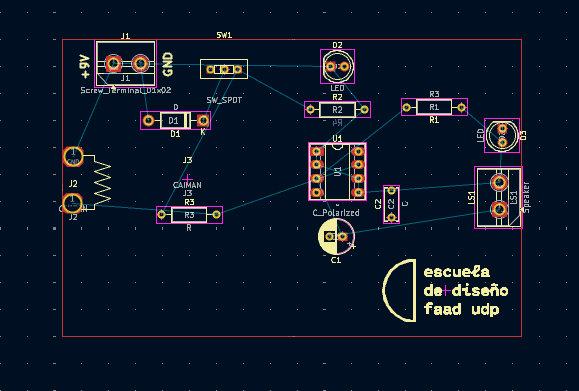 J1
SW1
D2
+9V
J1
GND
Screw_Terminal_01x02
LED
SW_SPDT
R2
R2
R3
R1
R1
D
D1
D1
K
LED
D3
U1
U1
1
GND
J3
CAIMAN
J3
J2
J2
R3
R3
R
C_Polarized
C2
C2
C
LS1
LS1
Speaker
+
C1
escuela
de diseño
faad udp